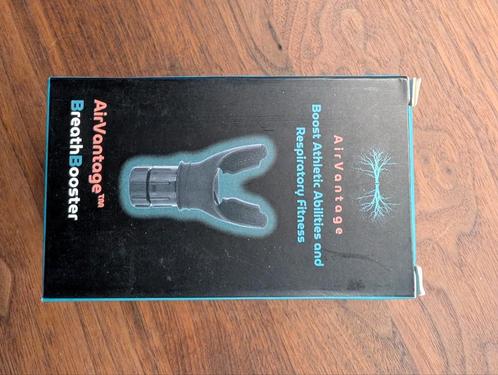 AirVantage
Boost Athletic Abilities and
Respiratory Fitness
AirVantage™
BreathBooster